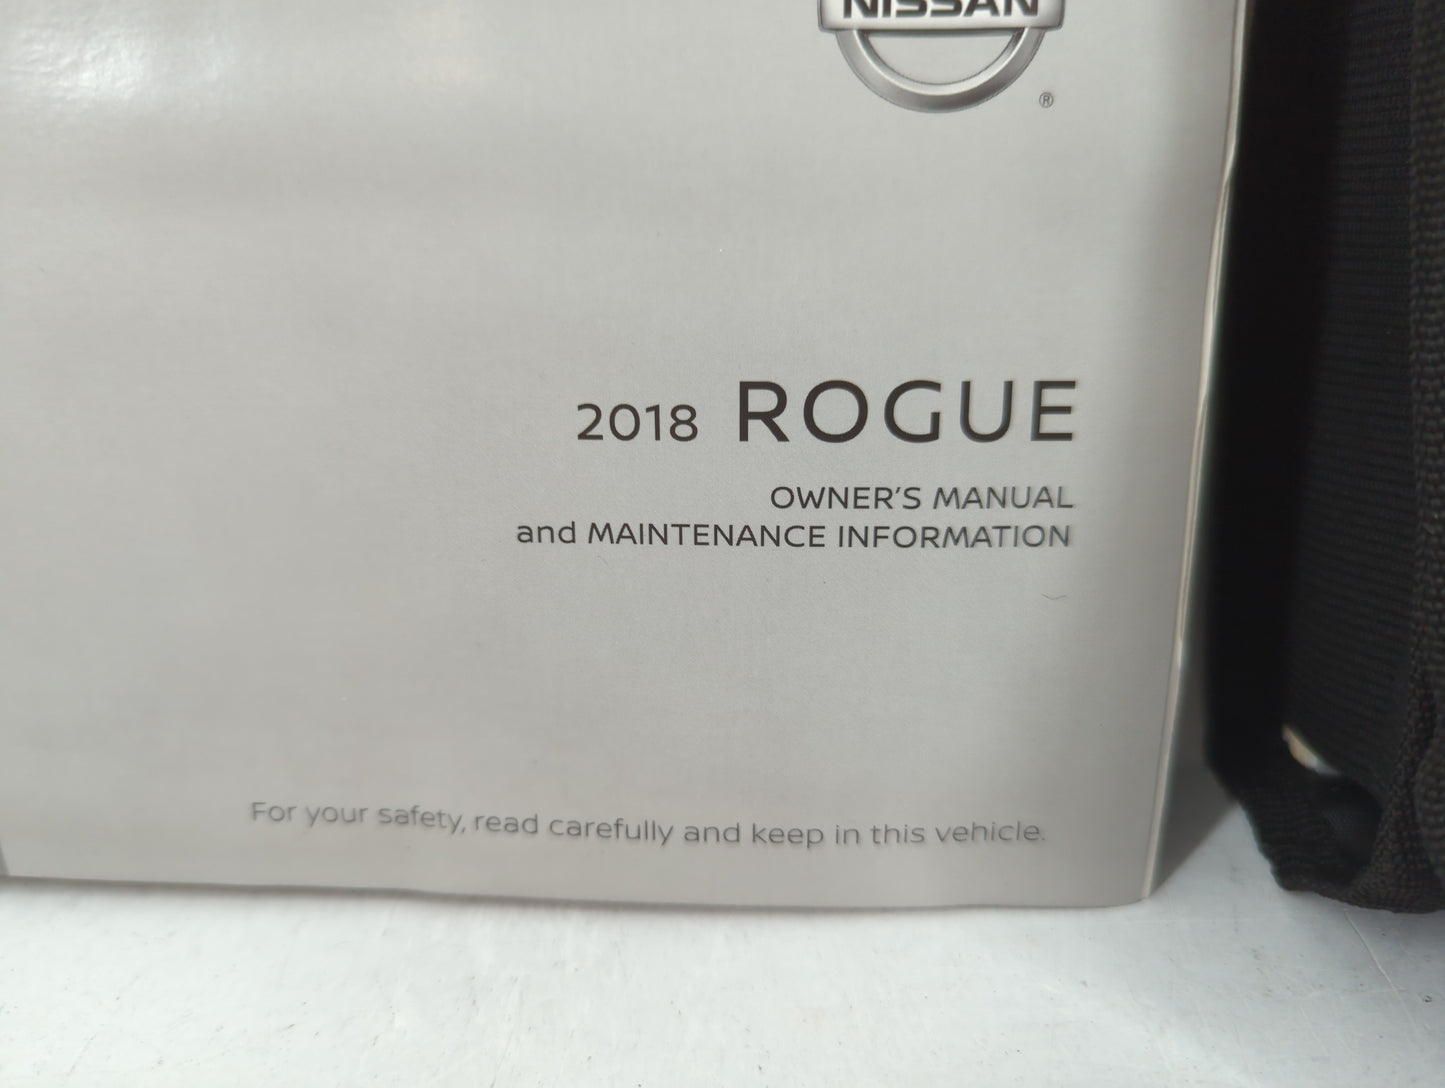 NISSAN
®
2018 ROGUE
OWNER'S MANUAL
and MAINTENANCE INFORMATION
For your safety, read carefully and keep in this vehicle.